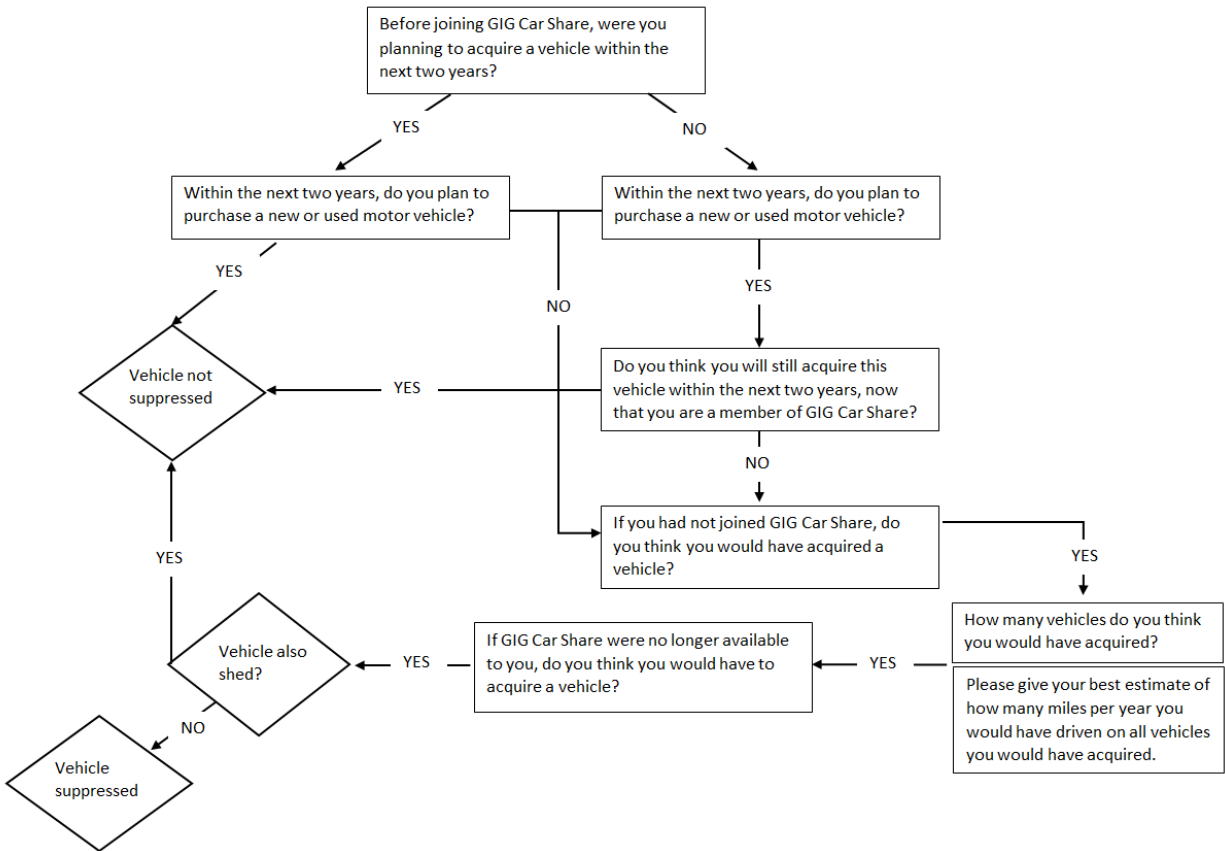 Before joining GIG Car Share, were you
planning to acquire a vehicle within the
next two years?
YES
NO
Within the next two years, do you plan to
purchase a new or used motor vehicle?
Within the next two years, do you plan to
purchase a new or used motor vehicle?
YES
YES
NO
Vehicle not
suppressed
YES
Do you think you will still acquire this
vehicle within the next two years, now
that you are a member of GIG Car Share?
NO
If you had not joined GIG Car Share, do
you think you would have acquired a
vehicle?
YES
YES
How many vehicles do you think
you would have acquired?
Please give your best estimate of
how many miles per year you
would have driven on all vehicles
you would have acquired.
YES
If GIG Car Share were no longer available
to you, do you think you would have to
acquire a vehicle?
YES
Vehicle also
shed?
NO
Vehicle
suppressed